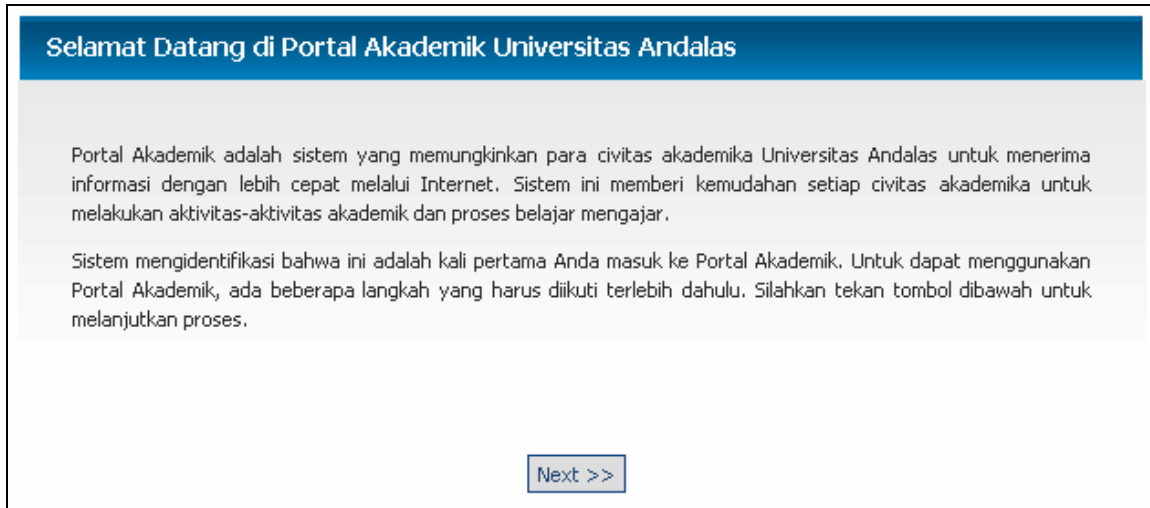 Selamat Datang di Portal Akademik Universitas Andalas
Portal Akademik adalah sistem yang memungkinkan para civitas akademika Universitas Andalas untuk menerima
informasi dengan lebih cepat melalui Internet. Sistem ini memberi kemudahan setiap civitas akademika untuk
melakukan aktivitas-aktivitas akademik dan proses belajar mengajar.
Sistem mengidentifikasi bahwa ini adalah kali pertama Anda masuk ke Portal Akademik. Untuk dapat menggunakan
Portal Akademik, ada beberapa langkah yang harus diikuti terlebih dahulu. Silahkan tekan tombol dibawah untuk
melanjutkan proses.
Next >>